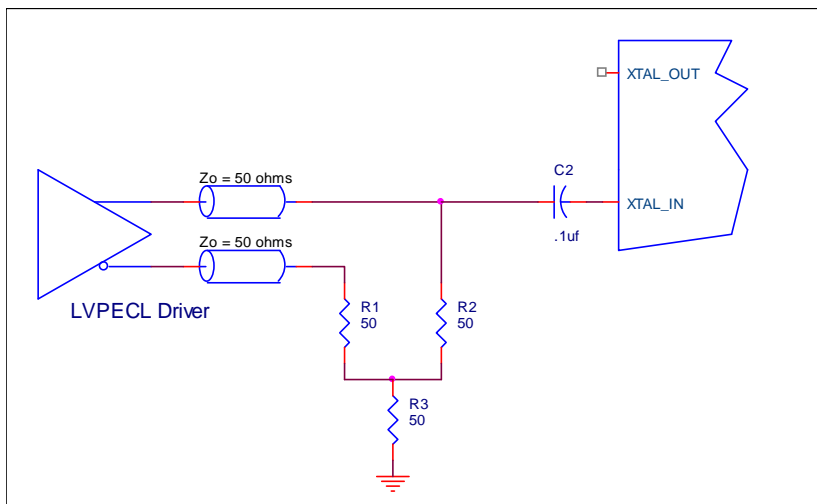 XTAL_OUT
Zo = 50 ohms
C2
XTAL_IN
.1uf
Zo = 50 ohms
LVPECL Driver
R1
50
R2
50
R3
50